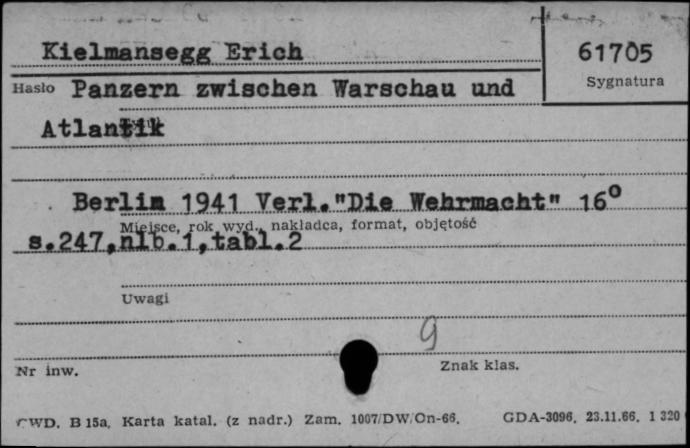 Kielmansegg Erich
61705
Sygnatura
Hasło Panzern zwischen Warschau und
Atlantik
Berlin 1941 Verl."Die Wehrmacht" 16°
Miejsce, rok wyd., nakładca, format, objętość
s.247,nlb.1,tabl.2
Uwagi
9
Nr inw.
Znak klas.
CWD. B 15a. Karta katal. (z nadr.) Zam. 1007/DW/On-66. GDA-3096. 23.11.66. 1 320